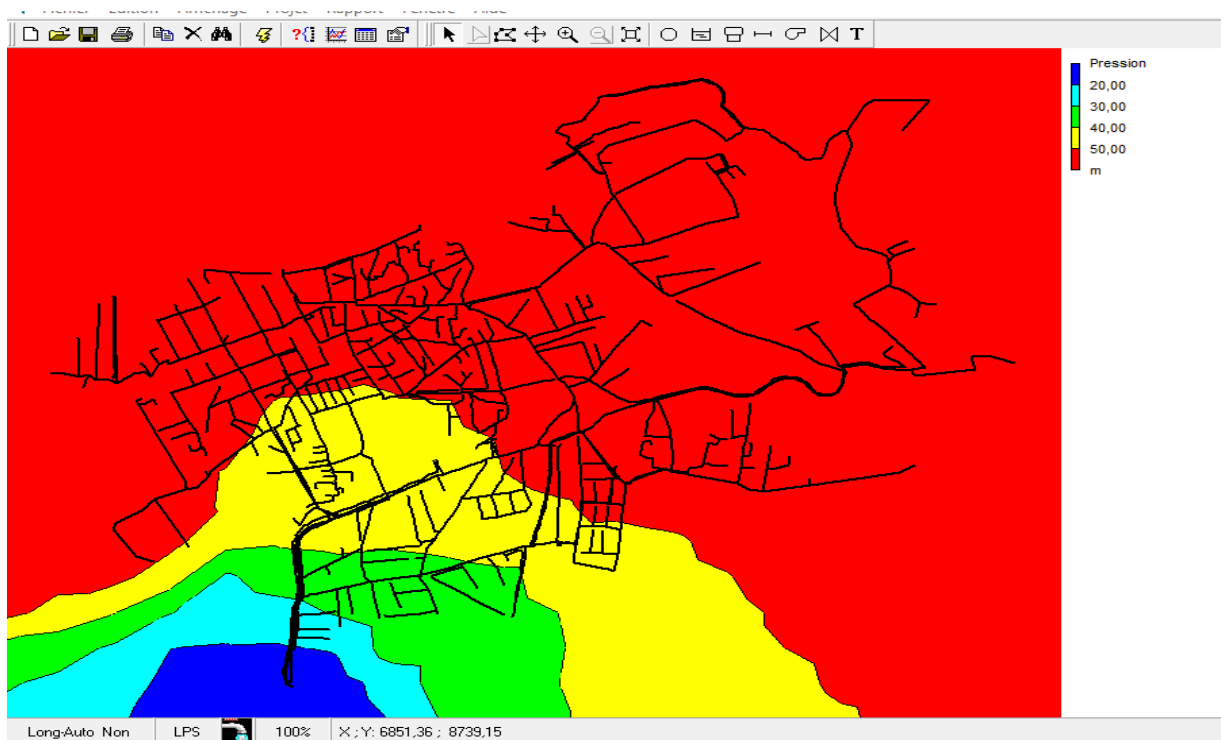 T
Pression
20,00
30,00
40,00
50,00
m
Long-Auto Non LPS 100% X ; Y: 6851,36 ; 8739,15